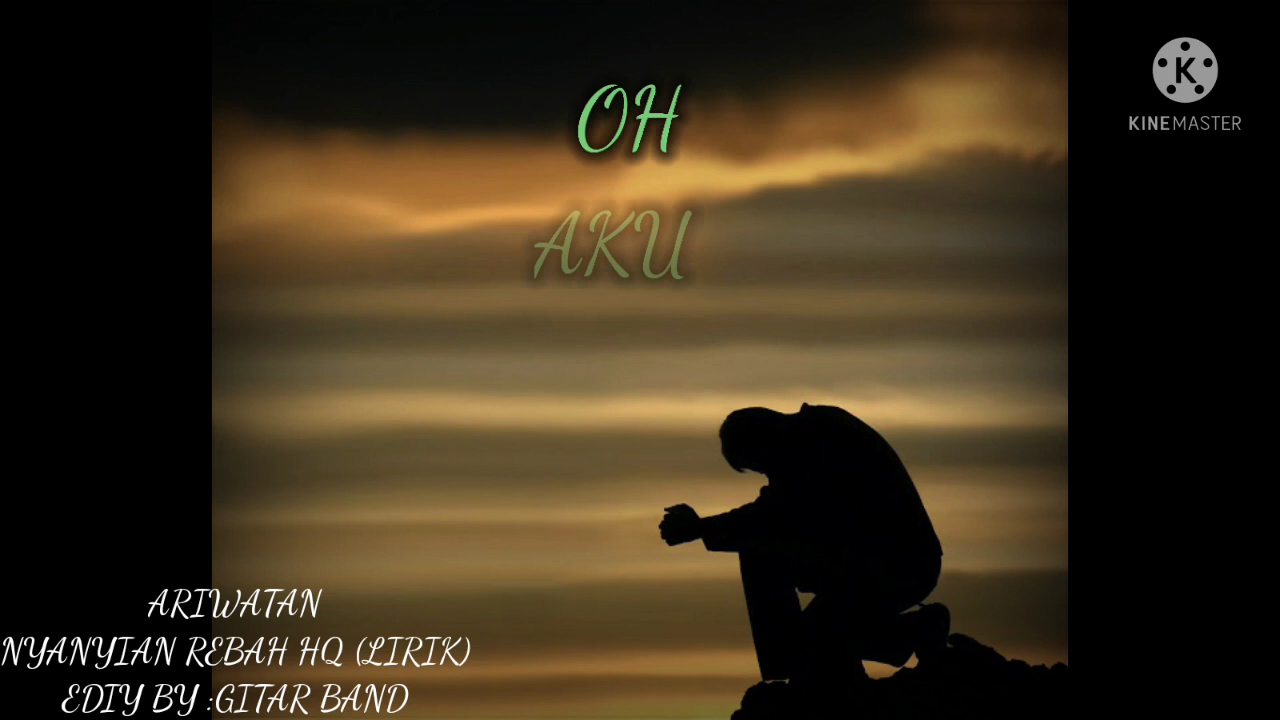 OH
AKU
KINEMASTER
ARIWATAN
NYANYIAN REBAH HQ (LIRIK)
EDIY BY :GITAR BAND